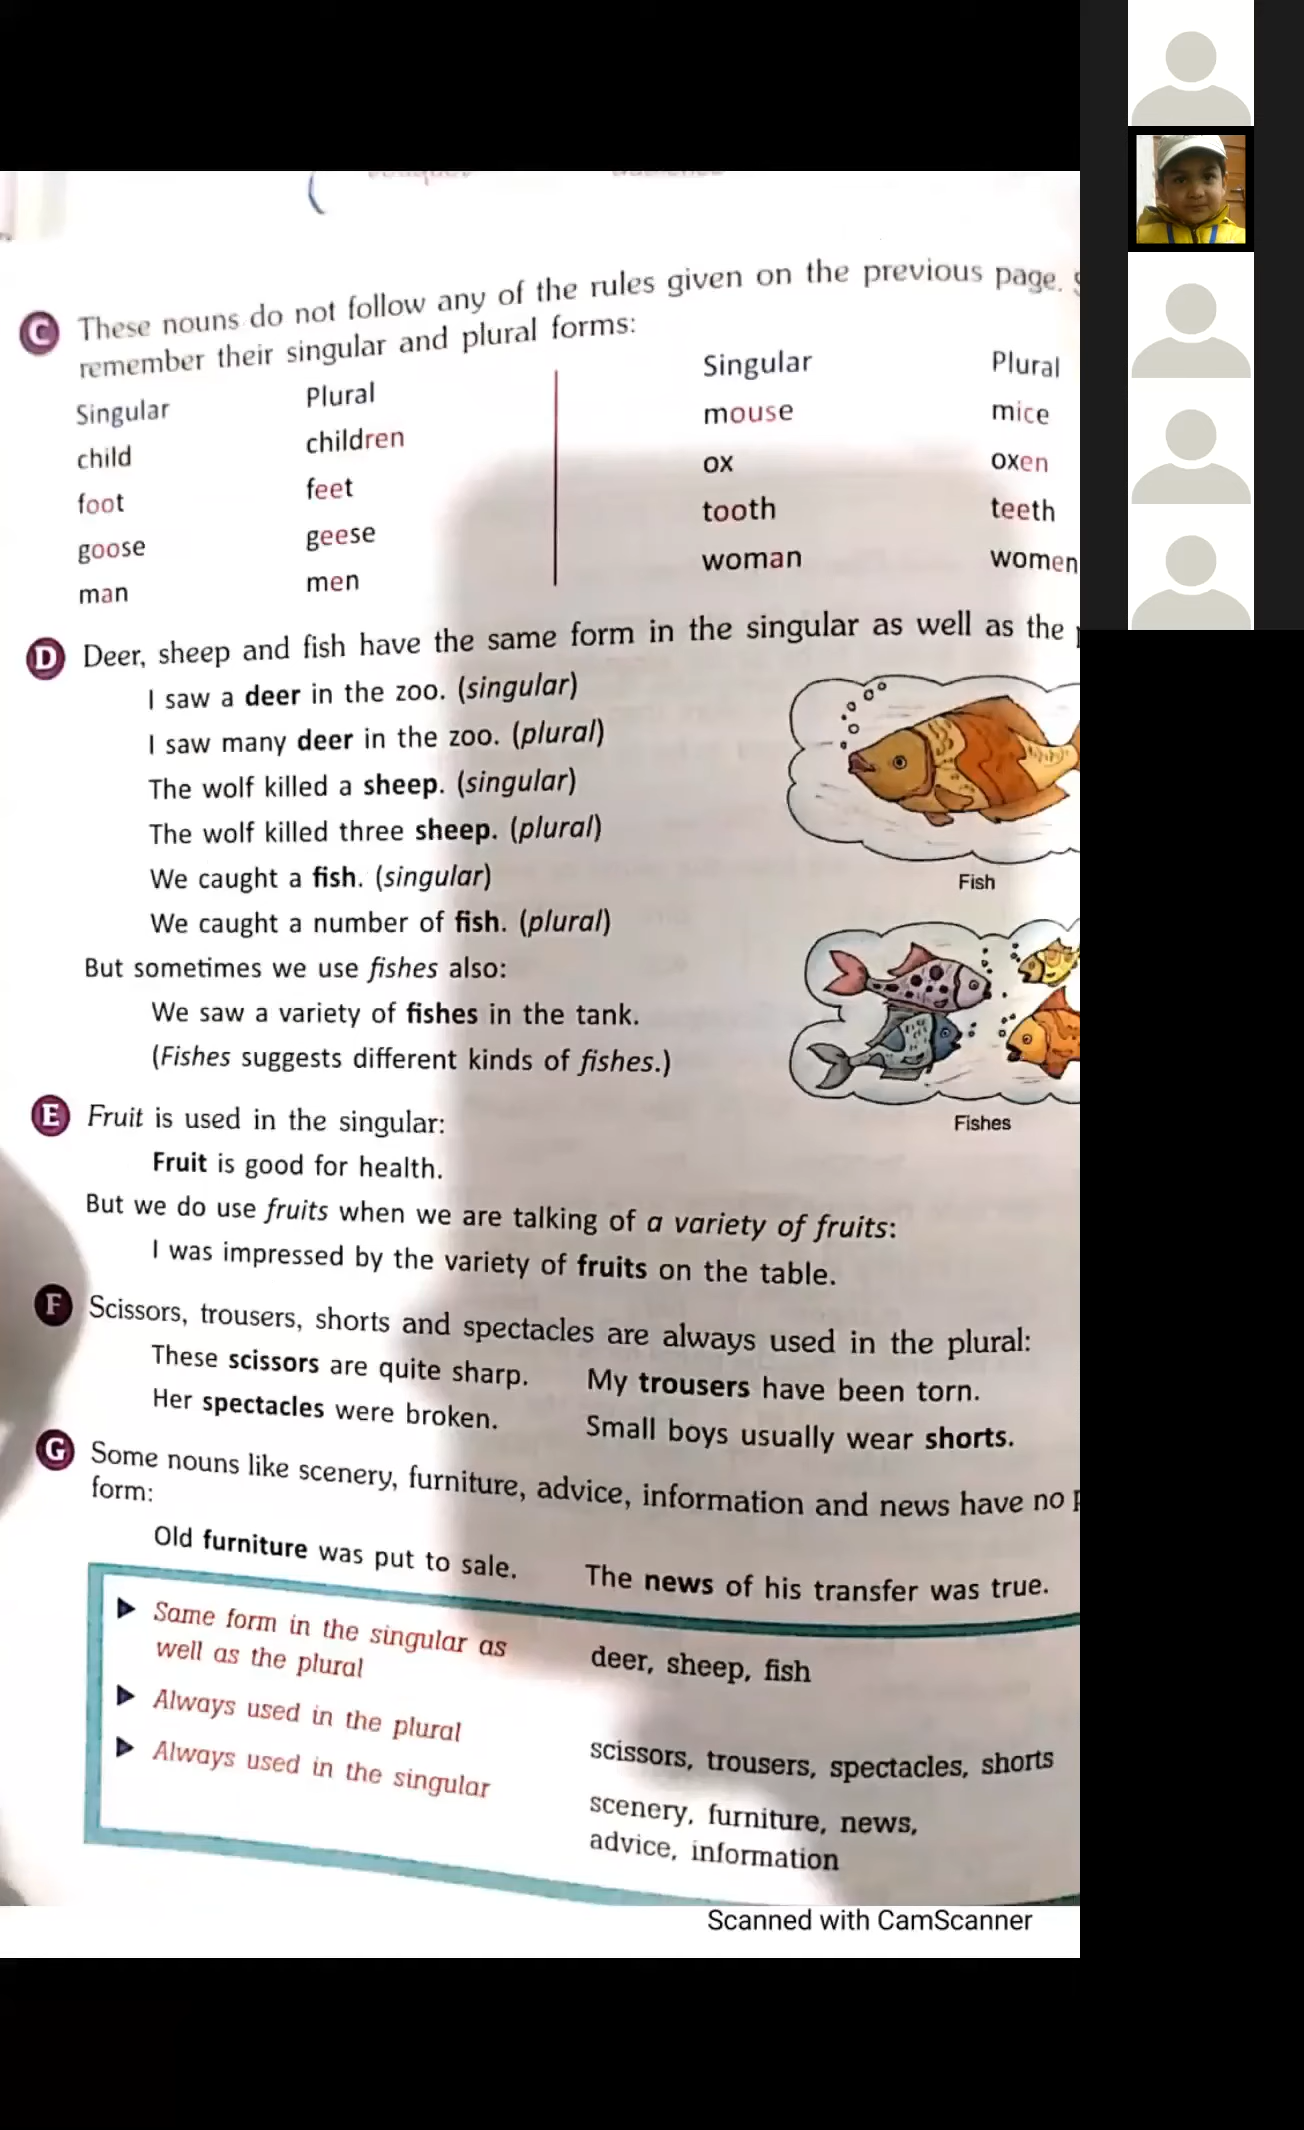 C These nouns do not follow any of the rules given on the previous page.
remember their singular and plural forms:
Singular Plural Singular Plural
child children mouse mice
foot feet ox oxen
goose geese tooth teeth
man men woman women
D Deer, sheep and fish have the same form in the singular as well as the
I saw a deer in the zoo. (singular)
I saw many deer in the zoo. (plural)
The wolf killed a sheep. (singular)
The wolf killed three sheep. (plural)
We caught a fish. (singular)
Fish
We caught a number of fish. (plural)
But sometimes we use fishes also:
We saw a variety of fishes in the tank.
(Fishes suggests different kinds of fishes.)
Fishes
E Fruit is used in the singular:
Fruit is good for health.
But we do use fruits when we are talking of a variety of fruits:
I was impressed by the variety of fruits on the table.
F Scissors, trousers, shorts and spectacles are always used in the plural:
These scissors are quite sharp. My trousers have been torn.
Her spectacles were broken. Small boys usually wear shorts.
G Some nouns like scenery, furniture, advice, information and news have no
form:
Old furniture was put to sale. The news of his transfer was true.
Same form in the singular as
well as the plural deer, sheep, fish
Always used in the plural scissors, trousers, spectacles, shorts
Always used in the singular scenery, furniture, news,
advice, information
Scanned with CamScanner